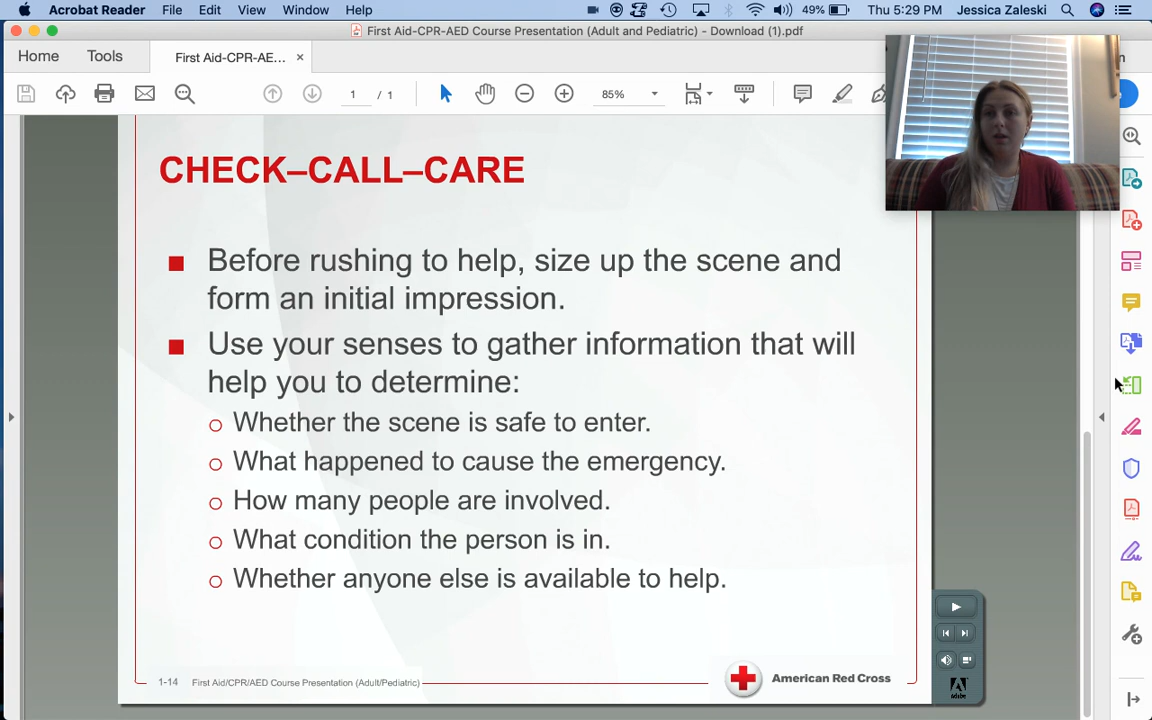 Acrobat Reader File Edit View Window Help 49% Thu 5:29 PM Jessica Zaleski
First Aid-CPR-AED Course Presentation (Adult and Pediatric) - Download (1).pdf
Home Tools First Aid-CPR-AE... ×
1 / 1 85%
CHECK–CALL–CARE
Before rushing to help, size up the scene and
form an initial impression.
Use your senses to gather information that will
help you to determine:
Whether the scene is safe to enter.
What happened to cause the emergency.
How many people are involved.
What condition the person is in.
Whether anyone else is available to help.
1-14 First Aid/CPR/AED Course Presentation (Adult/Pediatric)
American Red Cross
Adobe